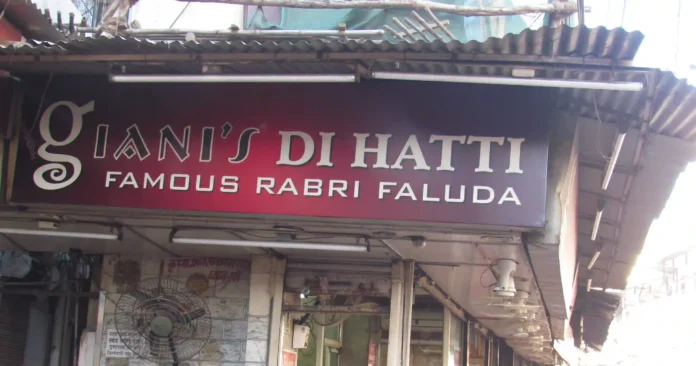 gIANI'S DI HATTI
FAMOUS RABRI FALUDA